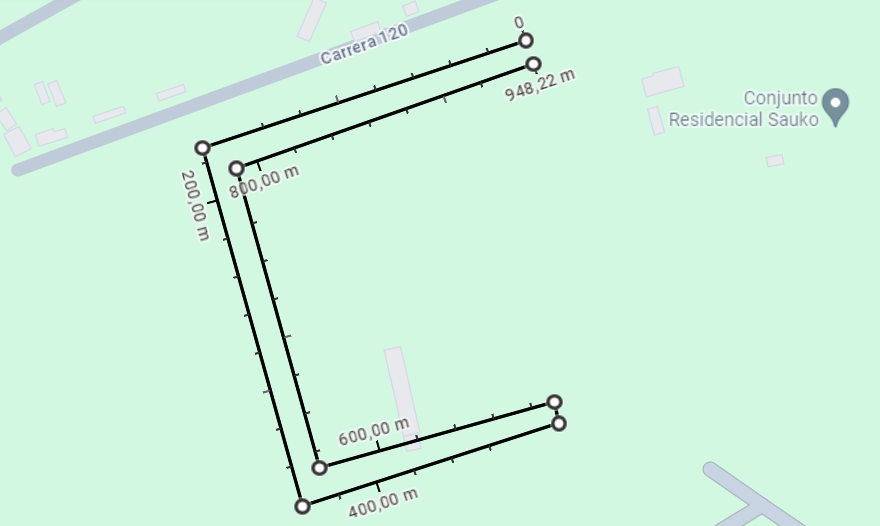 0
Carrera 120
948,22 m
Conjunto
Residencial Sauko
800,00 m
200,00 m
600,00 m
400,00 m